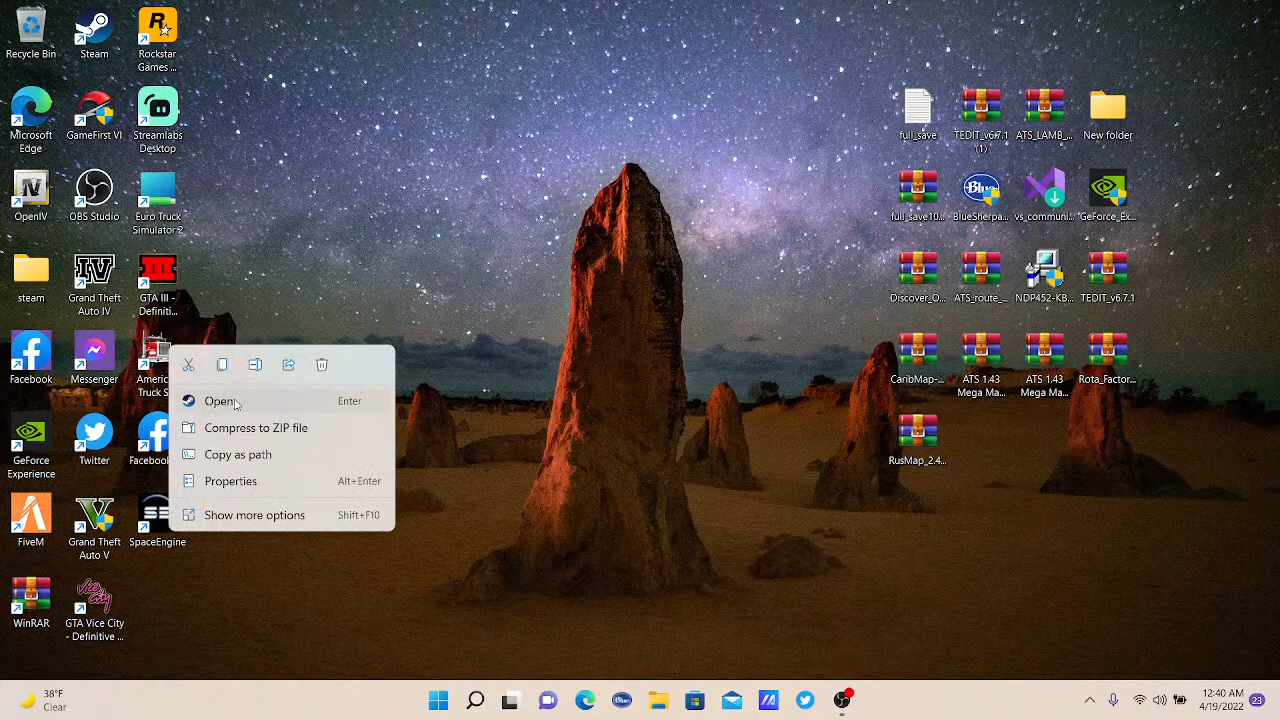 Recycle Bin
Steam
Rockstar
Games ...
Microsoft
Edge
GameFirst VI
Streamlabs
Desktop
OpenIV
OBS Studio
Euro Truck
Simulator 2
steam
Grand Theft
Auto IV
GTA III -
Definiti...
Facebook
Messenger
Americ
Truck S
GeForce
Experience
Twitter
Facebook
FiveM
Grand Theft
Auto V
SpaceEngine
WinRAR
GTA Vice City
- Definitive ...
Open
Enter
Compress to ZIP file
Copy as path
Properties
Alt+Enter
Show more options
Shift+F10
full_save
TEDIT_v67.1
(1)
ATS_LAMB_...
New folder
full_save10...
BlueSherpa...
vs_communi...
GeForce_Ex...
Discover_O...
ATS_route_...
NDP452-KB...
TEDIT_v6.7.1
CaribMap-...
ATS 1.43
Mega Ma...
ATS 1.43
Mega Ma...
Rota_Factor...
RusMap_2.4...
38°F
Clear
Blue
12:40 AM
4/19/2022
23